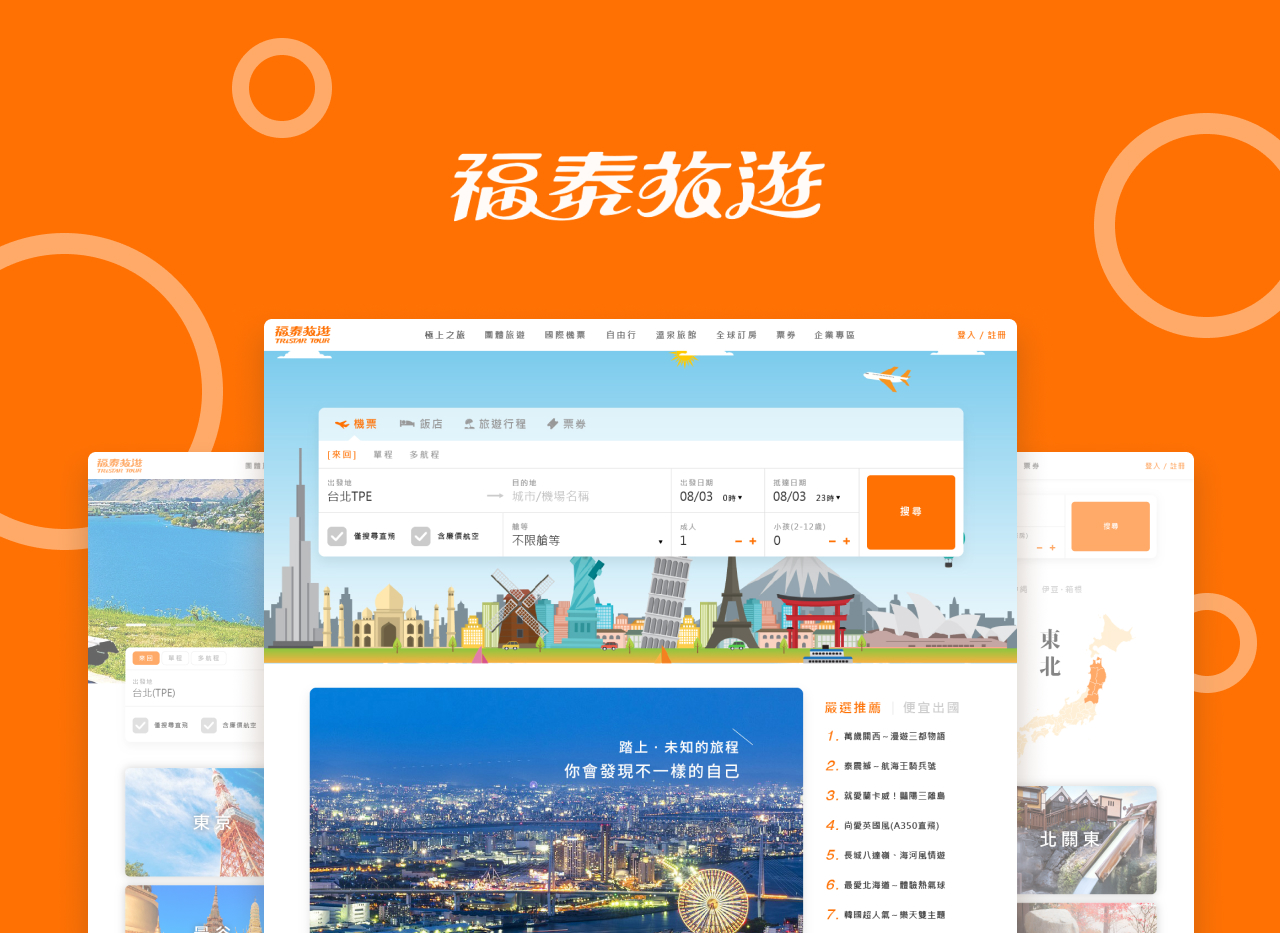 福泰旅遊
福泰旅遊
TRISTAR TOUR
極上之旅 團體旅遊 國際機票 自由行 溫泉旅館 全球訂房 票券 企業專區
登入 / 註冊
機票 飯店 旅遊行程 票券
[來回] 單程 多航程
出發地 目的地 出發日期 抵達日期
台北TPE 城市/機場名稱 08/03 0時 08/03 23時
搜尋
艙等 成人 小孩(2-12歲)
僅搜尋直飛 含廉價航空 不限艙等 1 0
踏上．未知的旅程
你會發現不一樣的自己
嚴選推薦 | 便宜出國
1. 萬歲關西～漫遊三都物語
2. 泰震撼～航海王騎兵號
3. 就愛蘭卡威！豔陽三離島
4. 尚愛英國風(A350直飛)
5. 長城八達嶺、海河風情遊
6. 最愛北海道～體驗熱氣球
7. 韓國超人氣～樂天雙主題
福泰旅遊
TRISTAR TOUR
團體
來回 單程 多航程
出發地
台北(TPE)
僅搜尋直飛 含廉價航空
東京
曼谷
票券
登入 / 註冊
搜尋
伊豆·箱根
東北
北關東